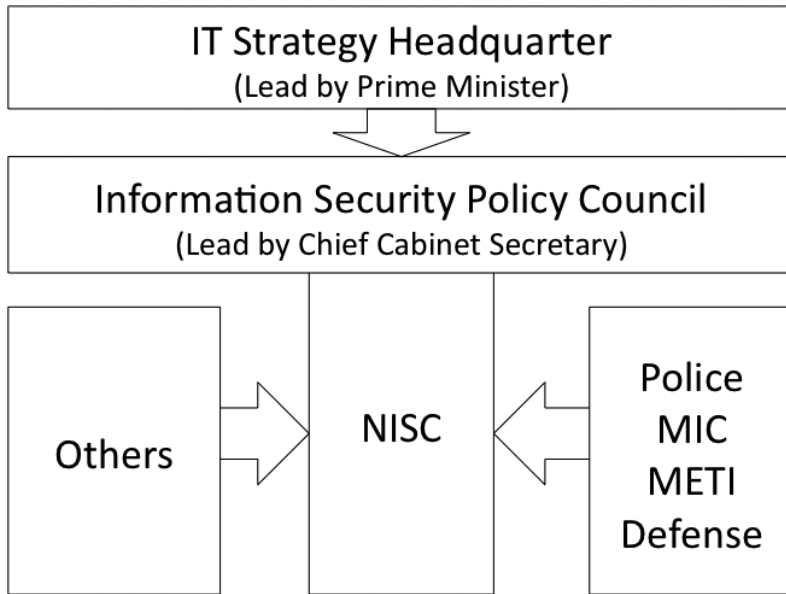 IT Strategy Headquarter
(Lead by Prime Minister)
Information Security Policy Council
(Lead by Chief Cabinet Secretary)
Others
NISC
Police
MIC
METI
Defense